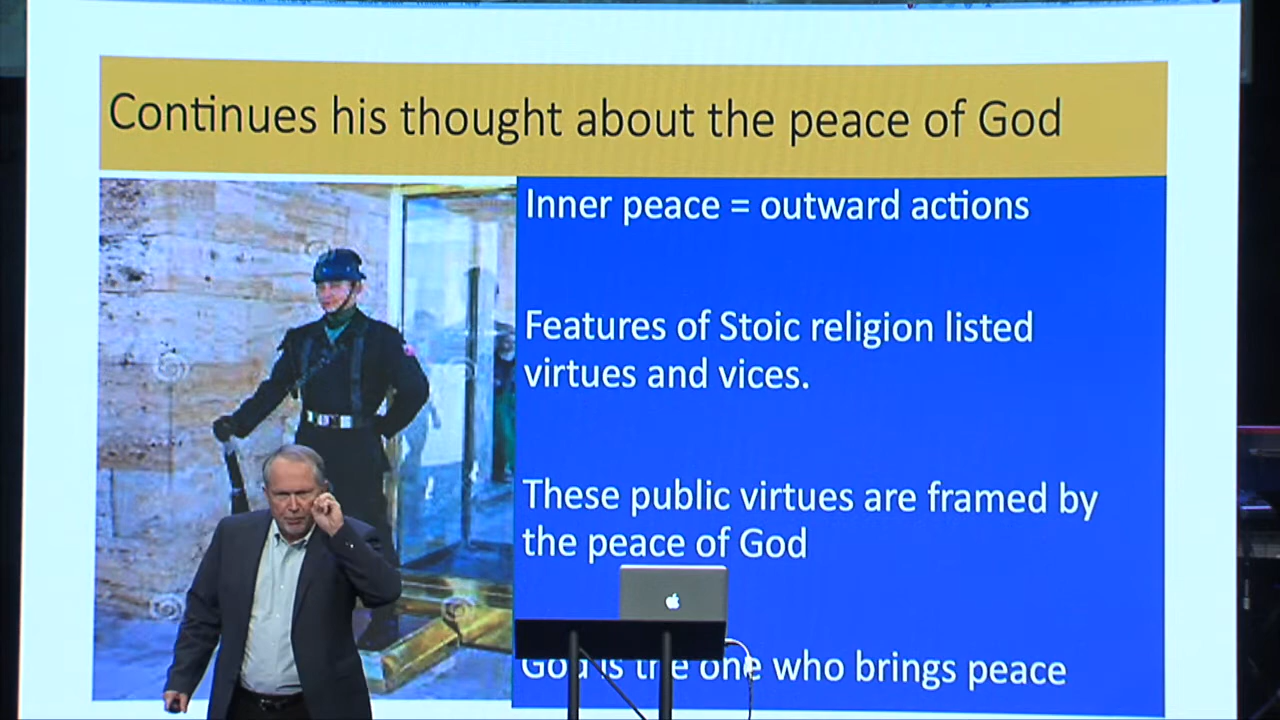 Continues his thought about the peace of God
Inner peace = outward actions
Features of Stoic religion listed
virtues and vices.
These public virtues are framed by
the peace of God
God is the one who brings peace